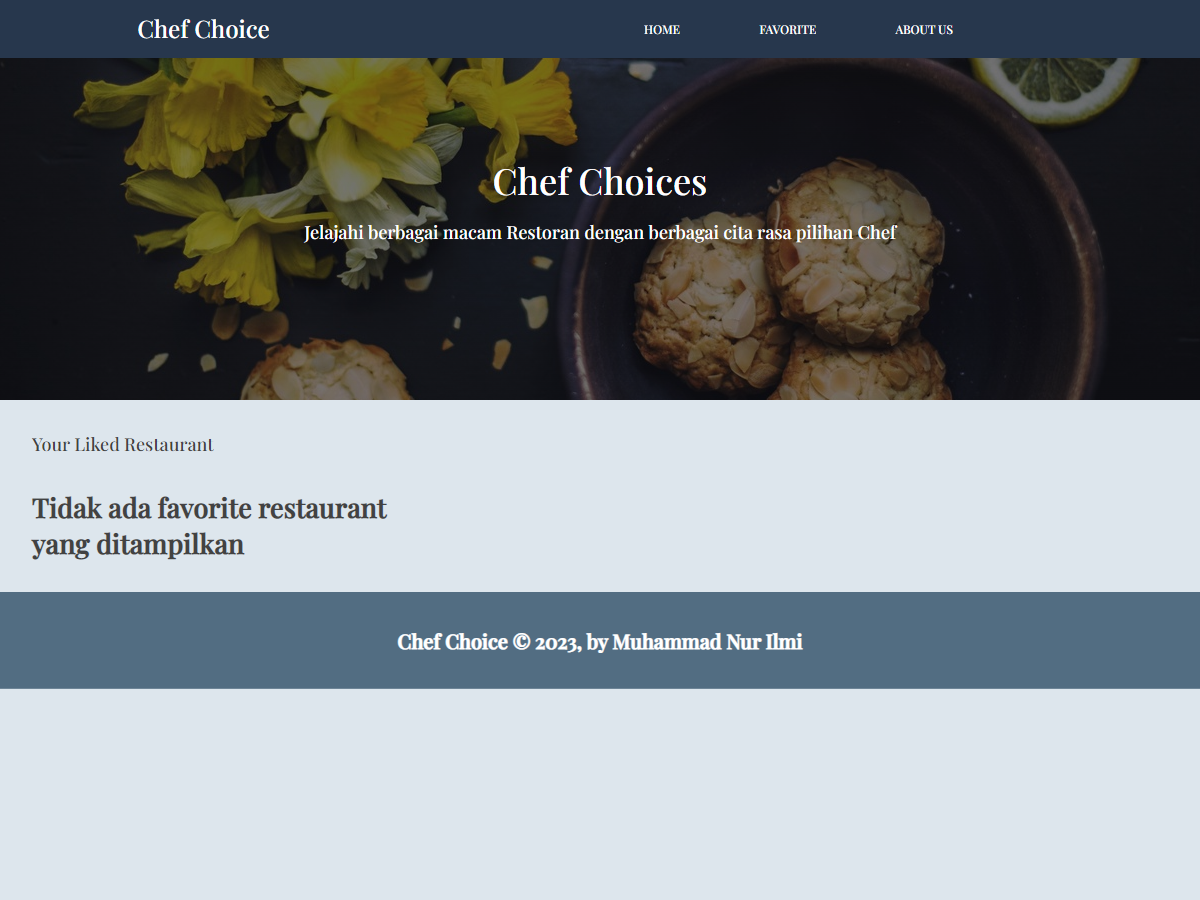 Chef Choice
HOME
FAVORITE
ABOUT US
Chef Choices
Jelajahi berbagai macam Restoran dengan berbagai cita rasa pilihan Chef
Your Liked Restaurant
Tidak ada favorite restaurant
yang ditampilkan
Chef Choice © 2023, by Muhammad Nur Ilmi